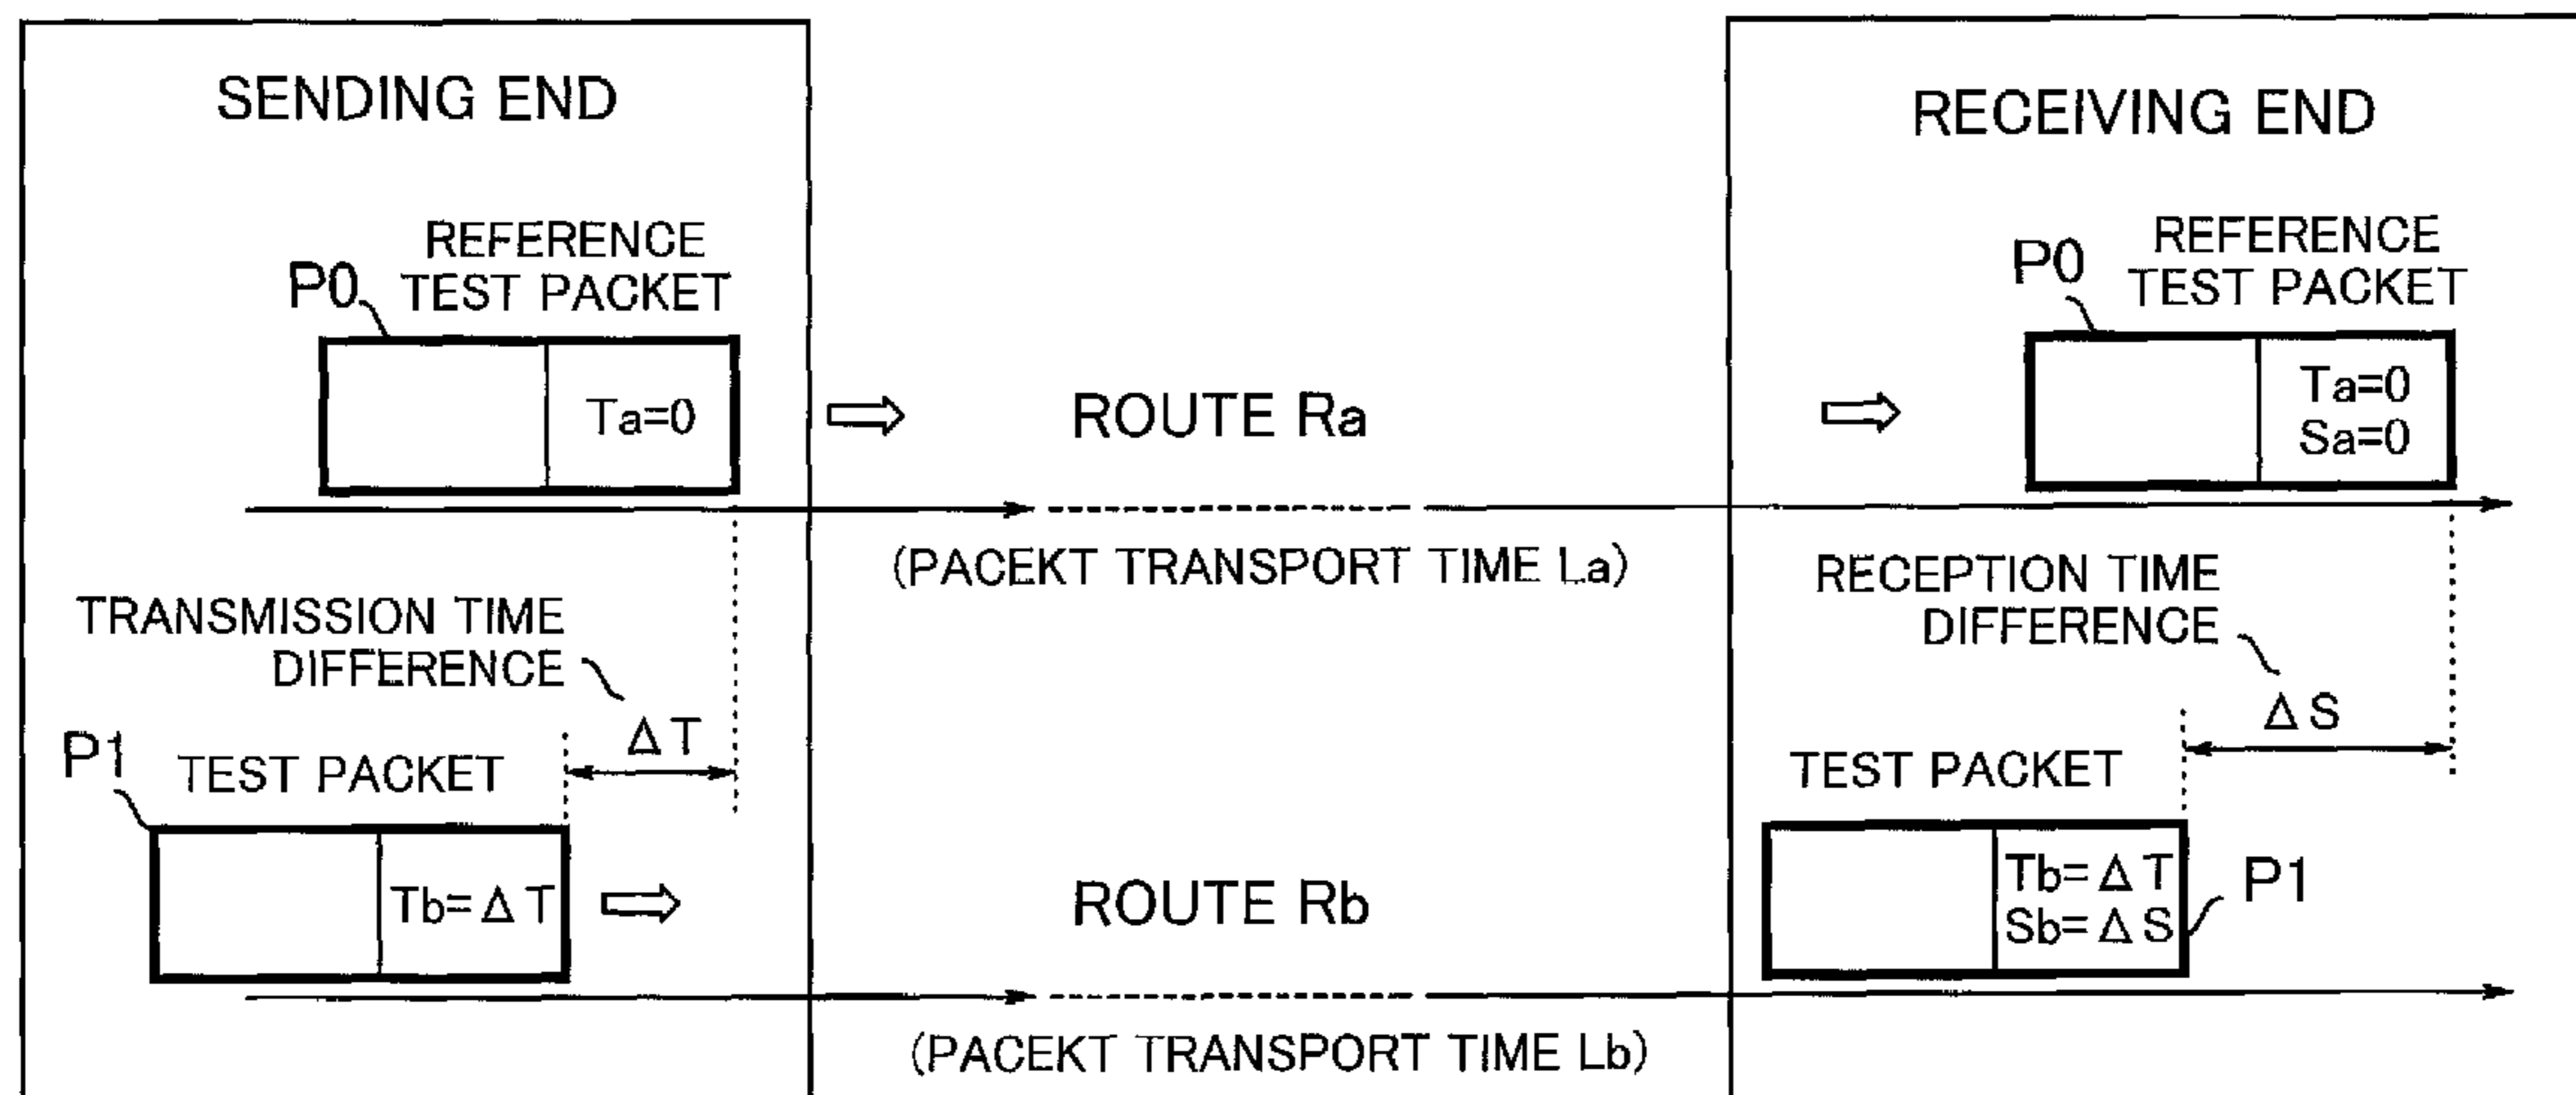 SENDING END
RECEIVING END
REFERENCE
TEST PACKET
P0
Ta=0
ROUTE Ra
P0
REFERENCE
TEST PACKET
Ta=0
Sa=0
(PACEKT TRANSPORT TIME La)
TRANSMISSION TIME
DIFFERENCE
ΔT
RECEPTION TIME
DIFFERENCE
ΔS
P1
TEST PACKET
Tb=ΔT
ROUTE Rb
TEST PACKET
Tb=ΔT
Sb=ΔS
P1
(PACEKT TRANSPORT TIME Lb)